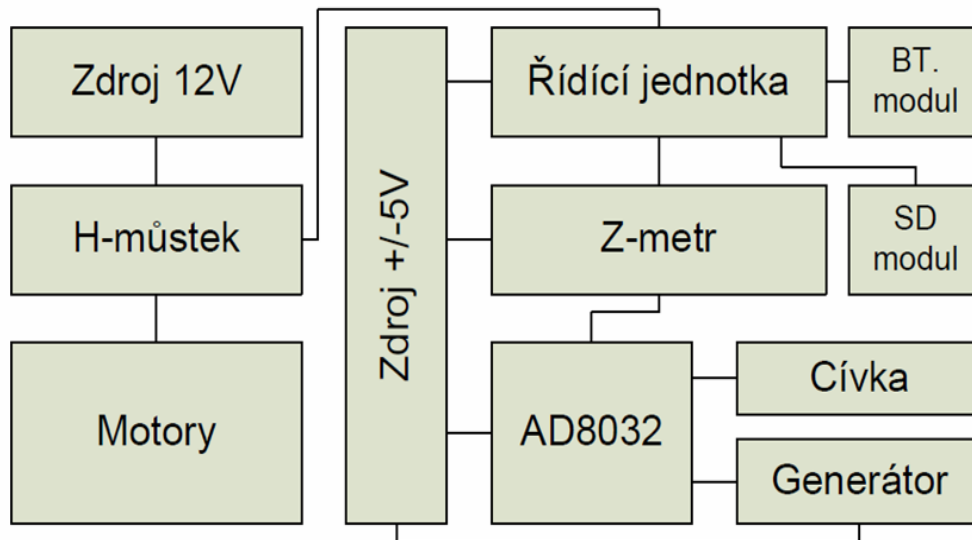 Zdroj 12V
H-můstek
Motory
Zdroj +/-5V
Řídící jednotka
Z-metr
AD8032
BT.
modul
SD
modul
Cívka
Generátor